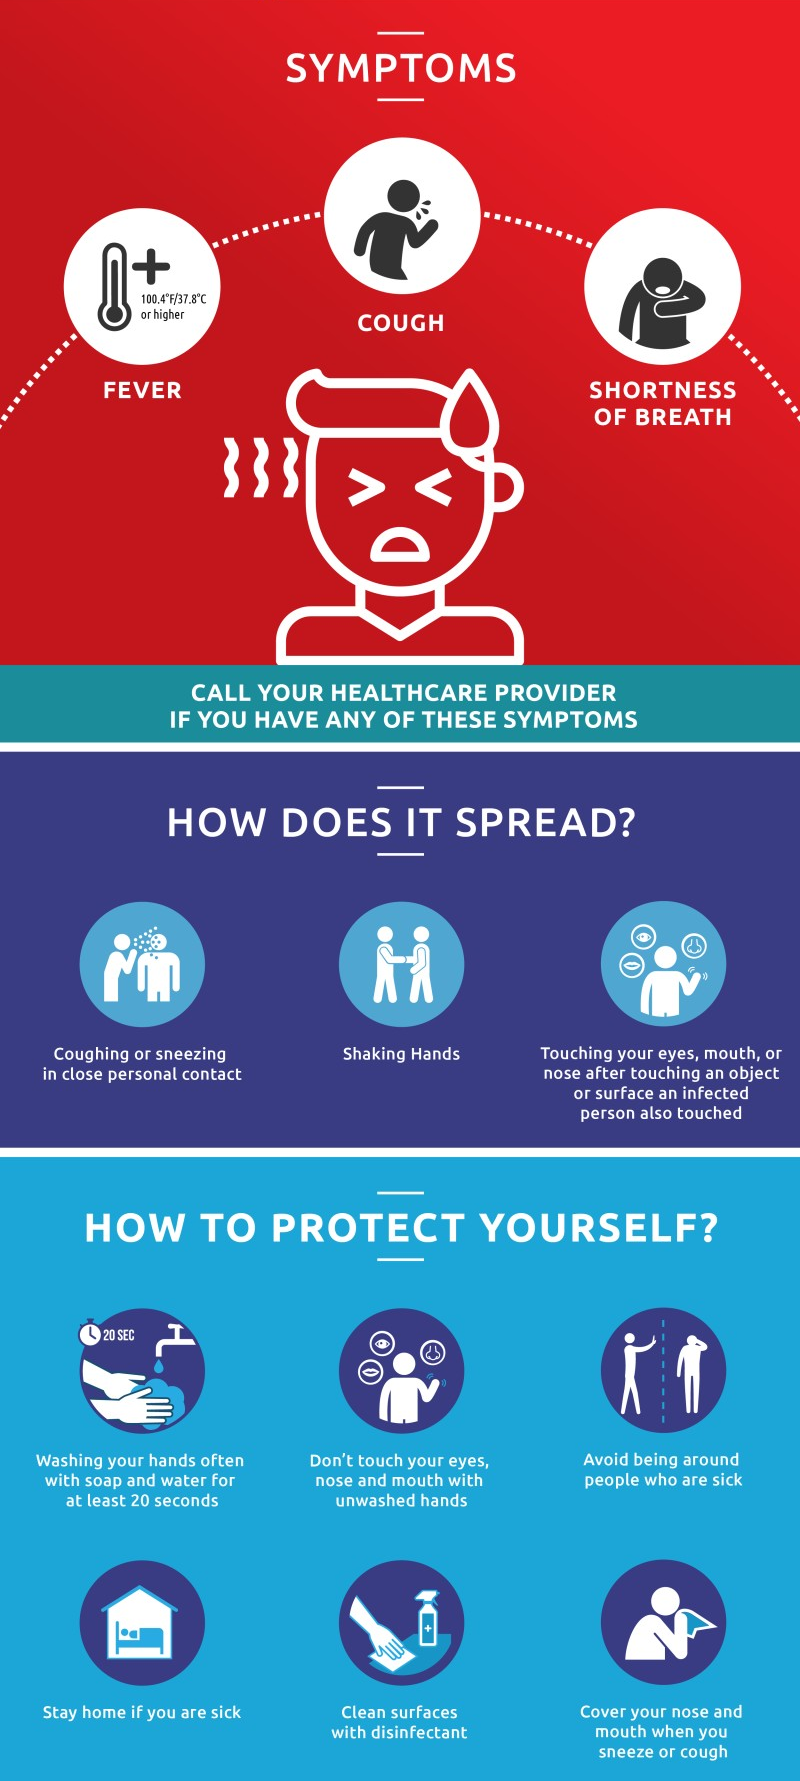 SYMPTOMS
100.4°F/37.8°C
or higher
FEVER
COUGH
SHORTNESS
OF BREATH
CALL YOUR HEALTHCARE PROVIDER
IF YOU HAVE ANY OF THESE SYMPTOMS
HOW DOES IT SPREAD?
Coughing or sneezing
in close personal contact
Shaking Hands
Touching your eyes, mouth, or
nose after touching an object
or surface an infected
person also touched
HOW TO PROTECT YOURSELF?
20 SEC
Washing your hands often
with soap and water for
at least 20 seconds
Don't touch your eyes,
nose and mouth with
unwashed hands
Avoid being around
people who are sick
Stay home if you are sick
Clean surfaces
with disinfectant
Cover your nose and
mouth when you
sneeze or cough